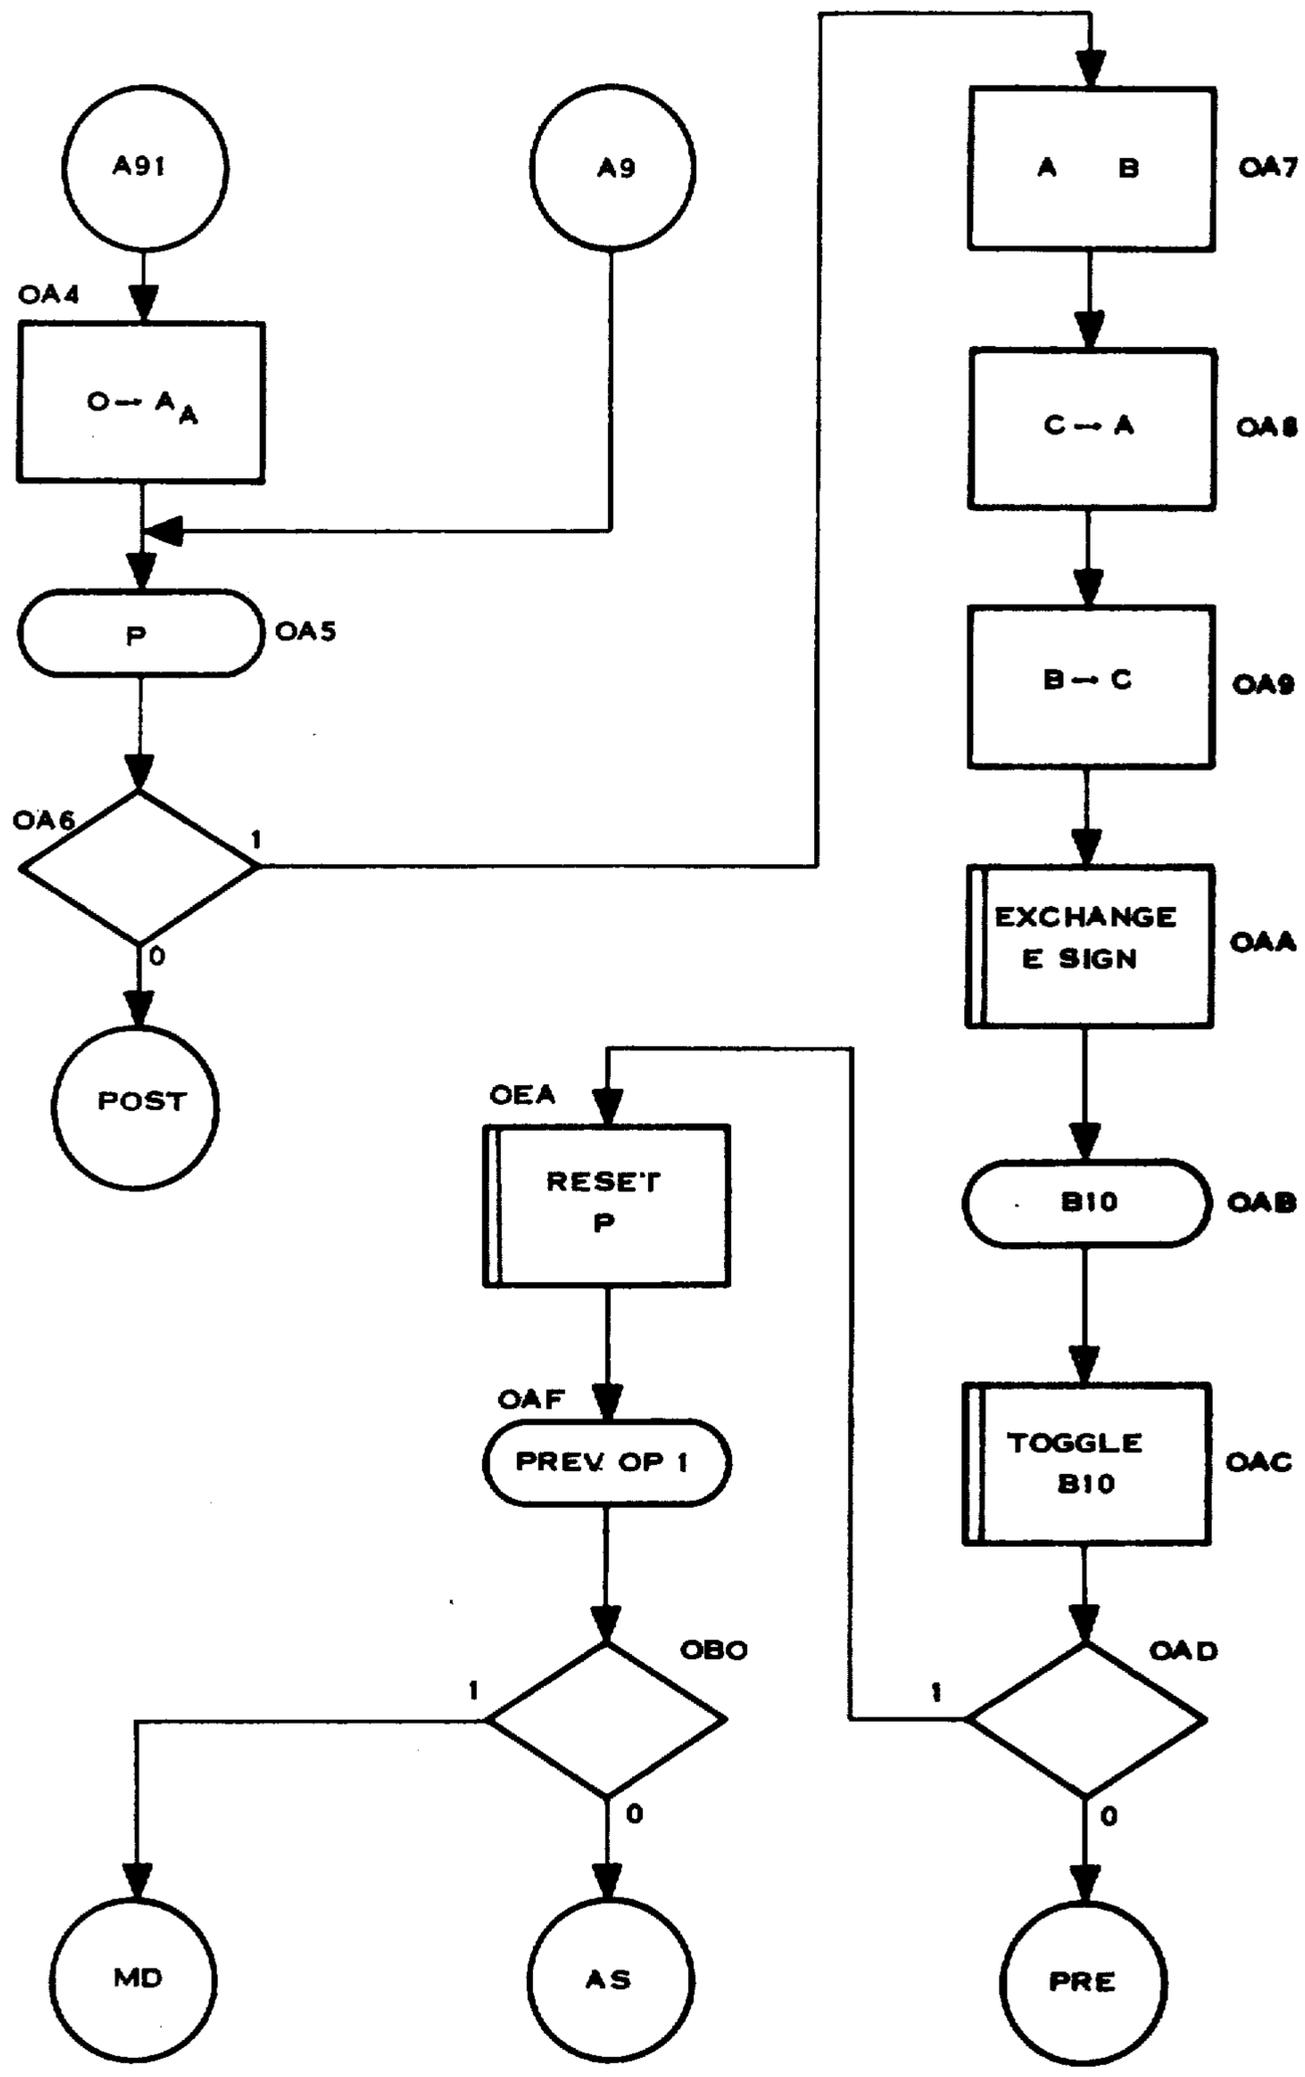 A91
A9
A B
OA7
OA4
O→ A A
C→ A
OA8
P
OA5
B→ C
OA9
OA6
1
0
EXCHANGE
E SIGN
OAA
POST
OEA
RESET
P
B10
OAB
OAF
PREV. OP 1
TOGGLE
B10
OAC
OB0
OAD
1
1
0
0
MD
AS
PRE